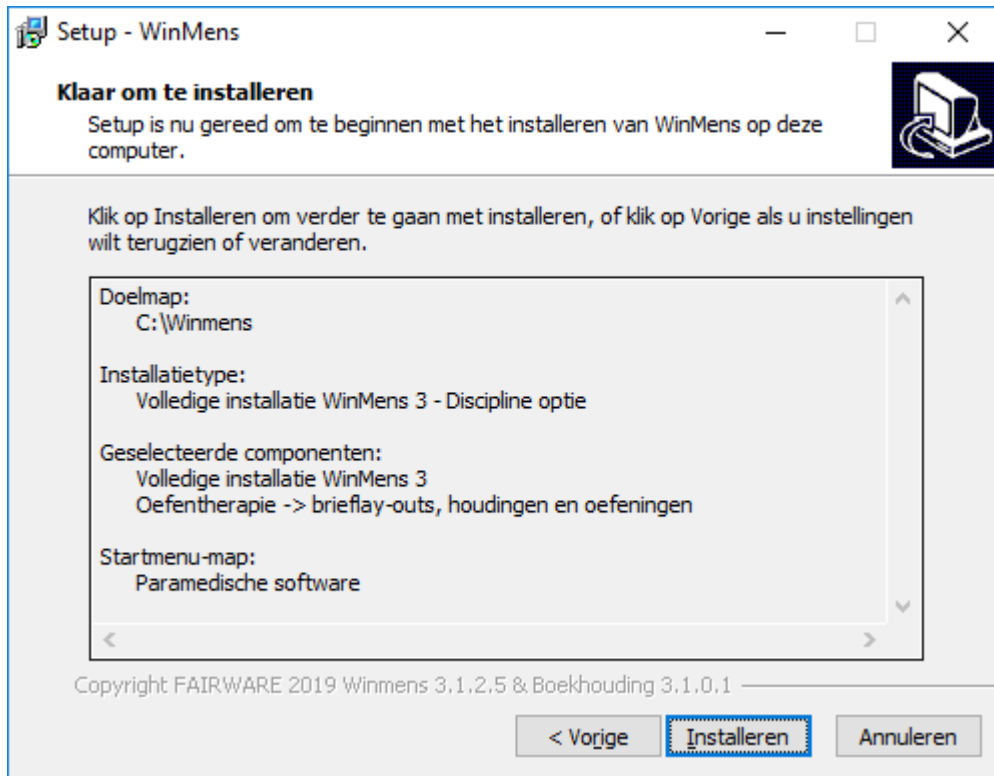 Setup - WinMens
Klaar om te installeren
Setup is nu gereed om te beginnen met het installeren van WinMens op deze
computer.
Klik op Installeren om verder te gaan met installeren, of klik op Vorige als u instellingen
wilt terugzien of veranderen.
Doelmap:
C:\Winmens
Installatietype:
Volledige installatie WinMens 3 - Discipline optie
Geselecteerde componenten:
Volledige installatie WinMens 3
Oefentherapie -> brieflay-outs, houdingen en oefeningen
Startmenu-map:
Paramedische software
Copyright FAIRWARE 2019 Winmens 3.1.2.5 & Boekhouding 3.1.0.1
< Vorige Installeren Annuleren